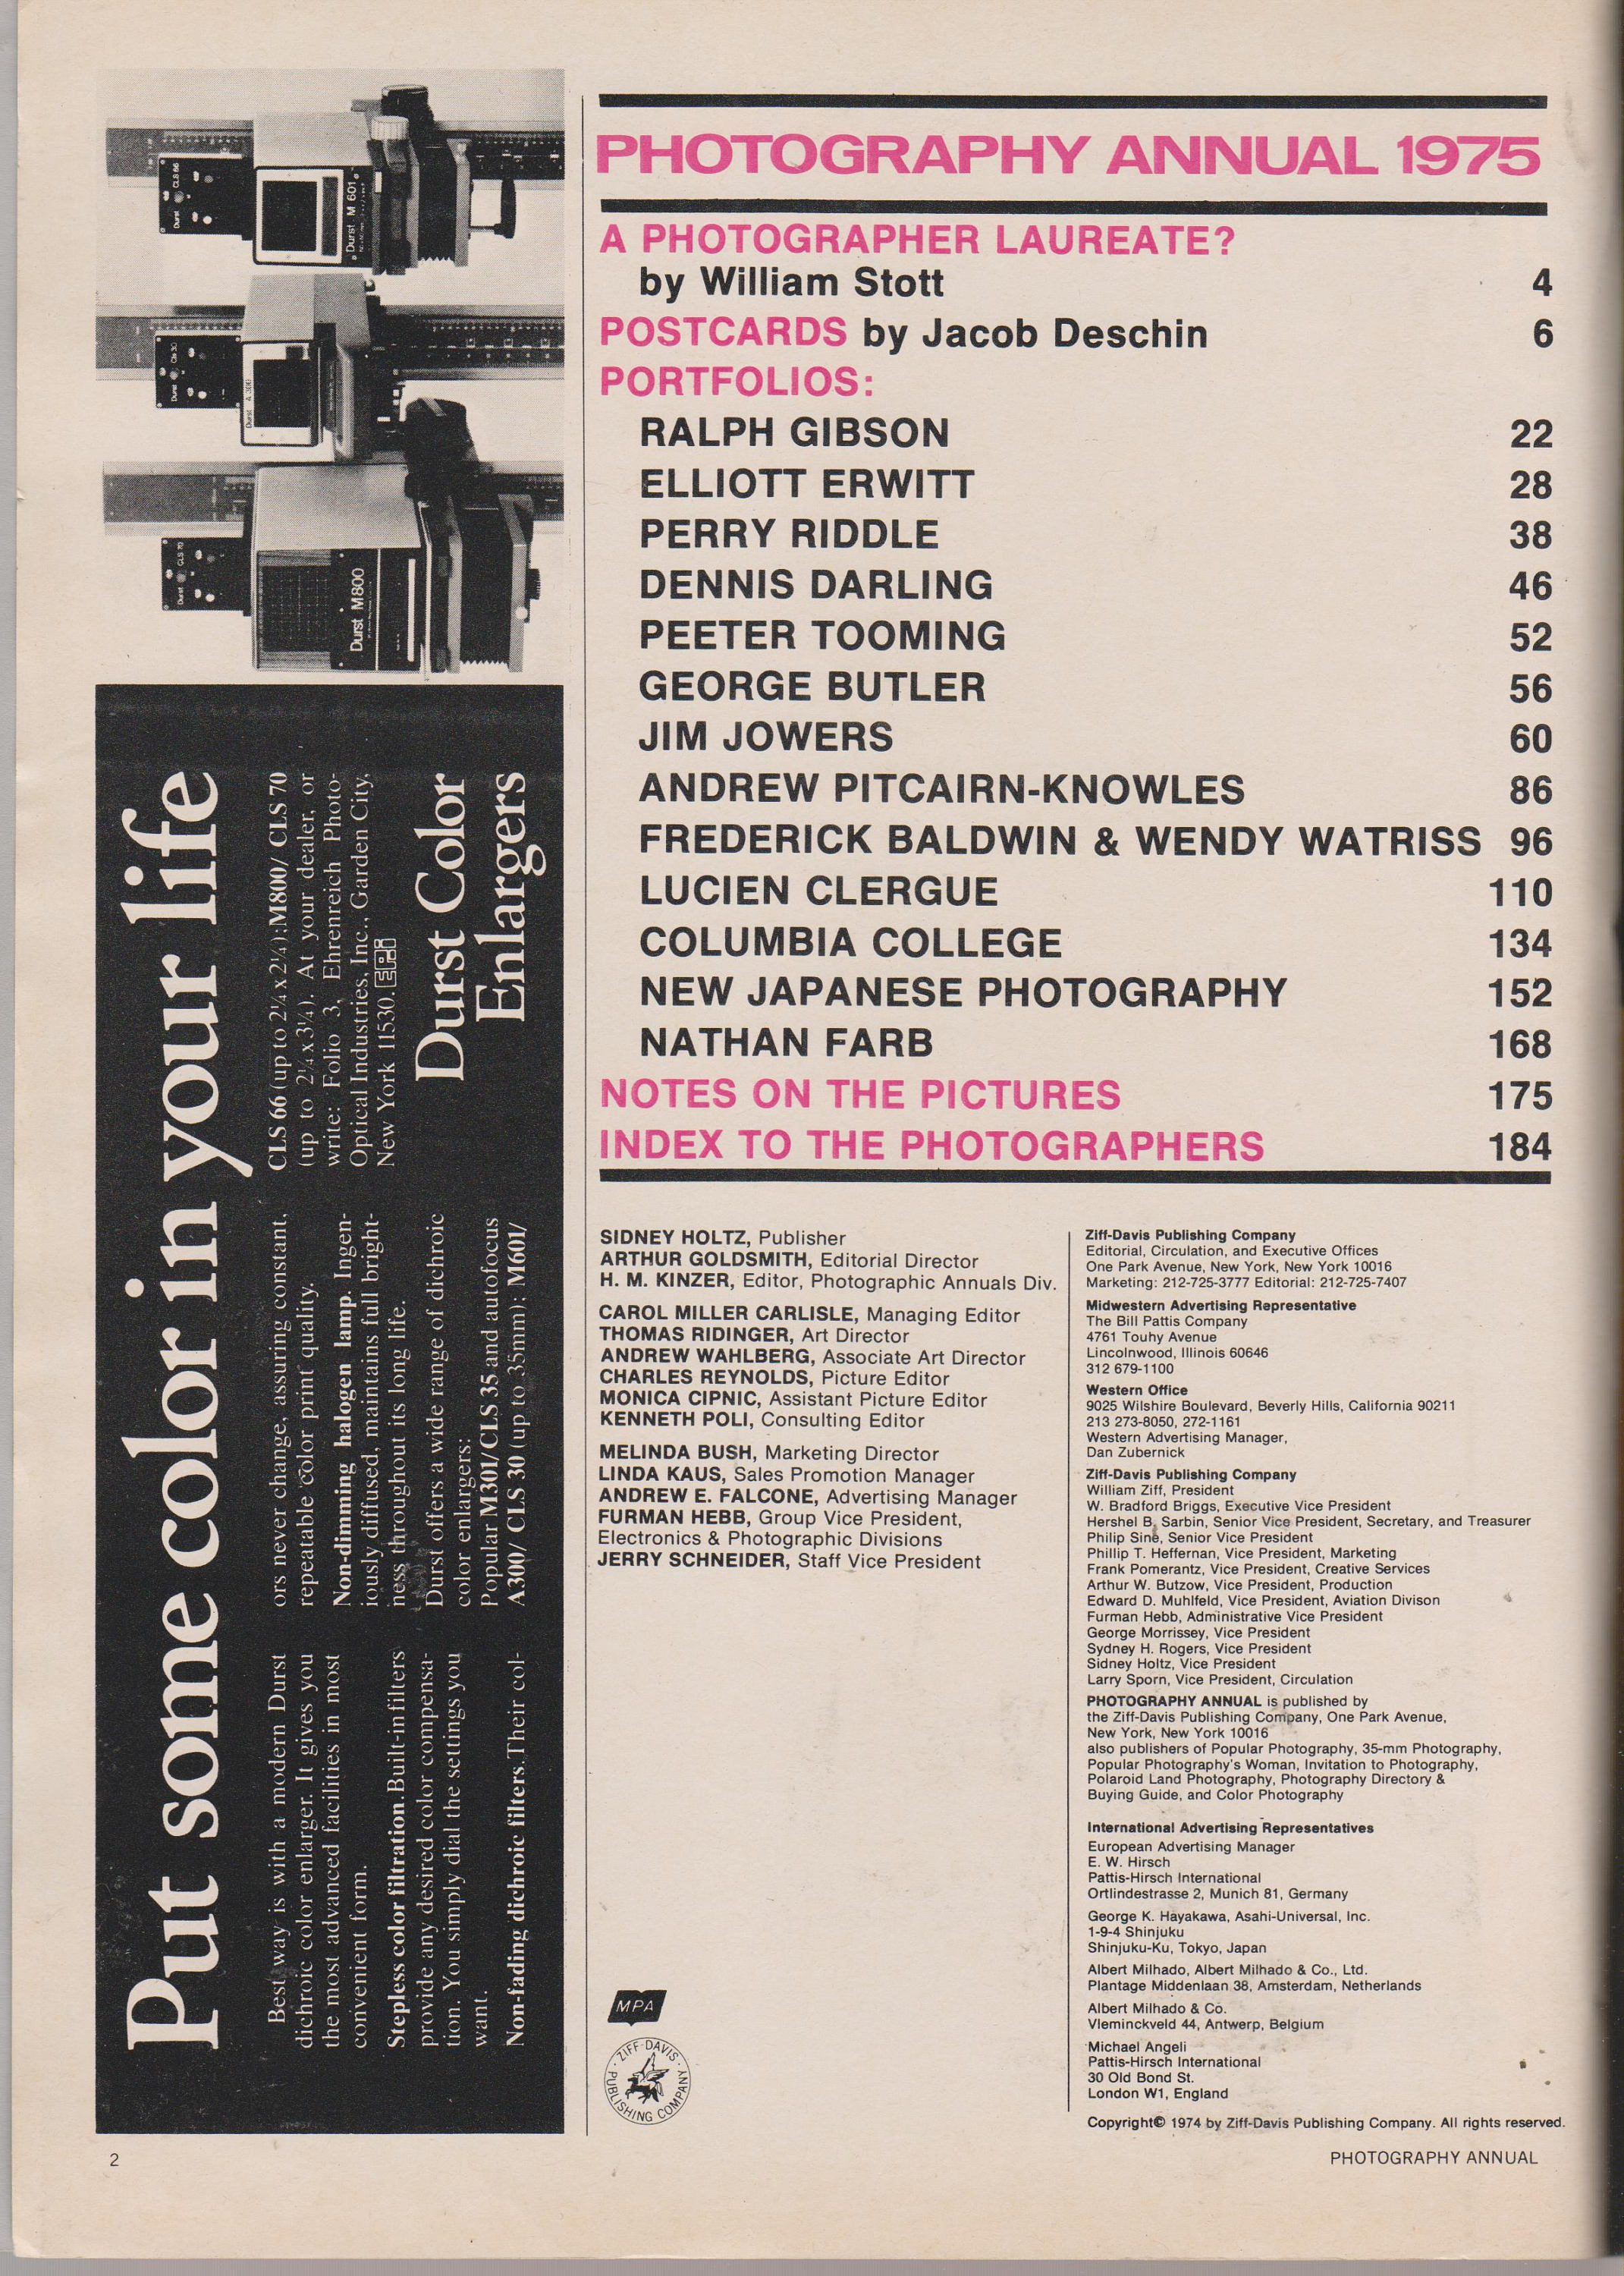 PHOTOGRAPHY ANNUAL 1975
A PHOTOGRAPHER LAUREATE?
by William Stott 4
POSTCARDS by Jacob Deschin 6
PORTFOLIOS:
RALPH GIBSON 22
ELLIOTT ERWITT 28
PERRY RIDDLE 38
DENNIS DARLING 46
PEETER TOOMING 52
GEORGE BUTLER 56
JIM JOWERS 60
ANDREW PITCAIRN-KNOWLES 86
FREDERICK BALDWIN & WENDY WATRISS 96
LUCIEN CLERGUE 110
COLUMBIA COLLEGE 134
NEW JAPANESE PHOTOGRAPHY 152
NATHAN FARB 168
NOTES ON THE PICTURES 175
INDEX TO THE PHOTOGRAPHERS 184
SIDNEY HOLTZ, Publisher
ARTHUR GOLDSMITH, Editorial Director
H. M. KINZER, Editor, Photographic Annuals Div.
CAROL MILLER CARLISLE, Managing Editor
THOMAS RIDINGER, Art Director
ANDREW WAHLBERG, Associate Art Director
CHARLES REYNOLDS, Picture Editor
MONICA CIPNIC, Assistant Picture Editor
KENNETH POLI, Consulting Editor
MELINDA BUSH, Marketing Director
LINDA KAUS, Sales Promotion Manager
ANDREW E. FALCONE, Advertising Manager
FURMAN HEBB, Group Vice President,
Electronics & Photographic Divisions
JERRY SCHNEIDER, Staff Vice President
MPA
ZIFF-DAVIS PUBLISHING COMPANY
Ziff-Davis Publishing Company
Editorial, Circulation, and Executive Offices
One Park Avenue, New York, New York 10016
Marketing: 212-725-3777 Editorial: 212-725-7407
Midwestern Advertising Representative
The Bill Pattis Company
4761 Touhy Avenue
Lincolnwood, Illinois 60646
312 679-1100
Western Office
9025 Wilshire Boulevard, Beverly Hills, California 90211
213 273-8050, 272-1161
Western Advertising Manager,
Dan Zubernick
Ziff-Davis Publishing Company
William Ziff, President
W. Bradford Briggs, Executive Vice President
Hershel B. Sarbin, Senior Vice President, Secretary, and Treasurer
Philip Sine, Senior Vice President
Phillip T. Heffernan, Vice President, Marketing
Frank Pomerantz, Vice President, Creative Services
Arthur W. Butzow, Vice President, Production
Edward D. Muhlfeld, Vice President, Aviation Divison
Furman Hebb, Administrative Vice President
George Morrissey, Vice President
Sydney H. Rogers, Vice President
Sidney Holtz, Vice President
Larry Sporn, Vice President, Circulation
PHOTOGRAPHY ANNUAL is published by
the Ziff-Davis Publishing Company, One Park Avenue,
New York, New York 10016
also publishers of Popular Photography, 35-mm Photography,
Popular Photography's Woman, Invitation to Photography,
Polaroid Land Photography, Photography Directory &
Buying Guide, and Color Photography
International Advertising Representatives
European Advertising Manager
E. W. Hirsch
Pattis-Hirsch International
Ortlindestrasse 2, Munich 81, Germany
George K. Hayakawa, Asahi-Universal, Inc.
1-9-4 Shinjuku
Shinjuku-Ku, Tokyo, Japan
Albert Milhado, Albert Milhado & Co., Ltd.
Plantage Middenlaan 38, Amsterdam, Netherlands
Albert Milhado & Co.
Vleminckveld 44, Antwerp, Belgium
Michael Angeli
Pattis-Hirsch International
30 Old Bond St.
London W1, England
Copyright© 1974 by Ziff-Davis Publishing Company. All rights reserved.
Put some color in your life
Best way is with a modern Durst
dichroic color enlarger. It gives you
the most advanced facilities in most
convenient form.
Stepless color filtration. Built-in filters
provide any desired color compensa-
tion. You simply dial the settings you
want.
Non-fading dichroic filters. Their col-
ors never change, assuring constant,
repeatable color print quality.
Non-dimming halogen lamp. Ingen-
iously diffused, maintains full bright-
ness throughout its long life.
Durst offers a wide range of dichroic
color enlargers:
Popular M301/CLS 35 and autofocus
A300/ CLS 30 (up to 35mm); M601/
CLS 66 (up to 2¼ x 2¼); M800/ CLS 70
(up to 2¼ x 3¼). At your dealer, or
write: Folio 3, Ehrenreich Photo-
Optical Industries, Inc., Garden City,
New York 11530. EPOI
Durst Color
Enlargers
Durst CLS 66
Durst M 601
Durst Cls 30
Durst A 300
Durst CLS 70
Durst M800
2
PHOTOGRAPHY ANNUAL